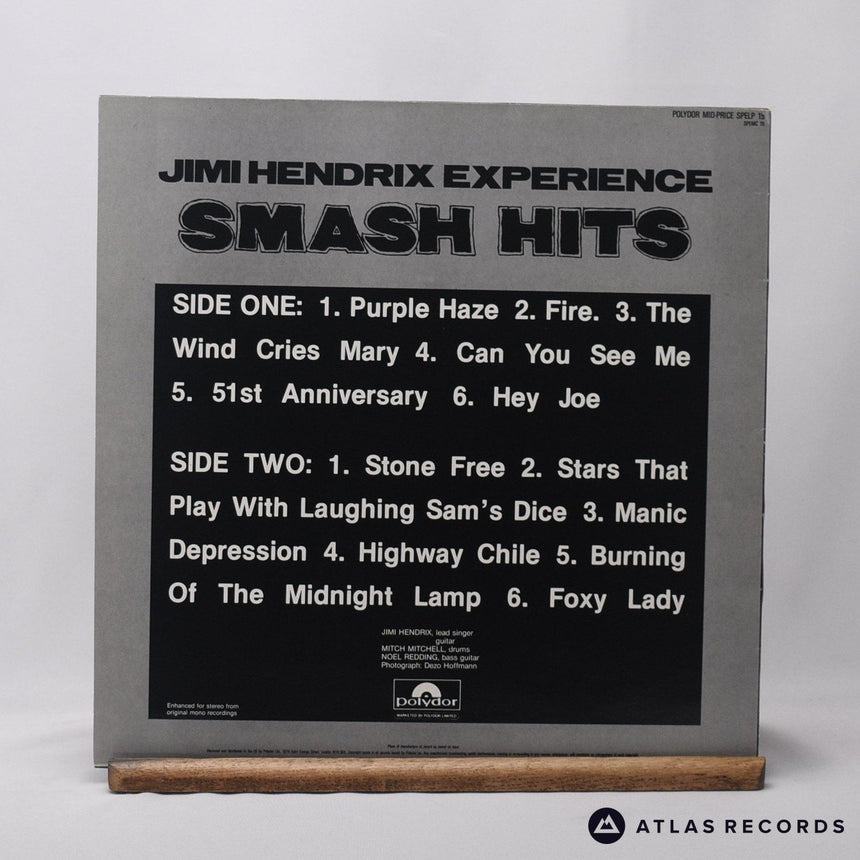 POLYDOR MID-PRICE SPELP 15
SPEMC 15
JIMI HENDRIX EXPERIENCE
SMASH HITS
SIDE ONE: 1. Purple Haze 2. Fire. 3. The
Wind Cries Mary 4. Can You See Me
5. 51st Anniversary 6. Hey Joe
SIDE TWO: 1. Stone Free 2. Stars That
Play With Laughing Sam's Dice 3. Manic
Depression 4. Highway Chile 5. Burning
Of The Midnight Lamp 6. Foxy Lady
JIMI HENDRIX, lead singer
guitar
MITCH MITCHELL, drums
NOEL REDDING, bass guitar
Photograph: Dezo Hoffmann
Enhanced for stereo from
original mono recordings
polydor
MARKETED BY POLYDOR LIMITED
ATLAS RECORDS